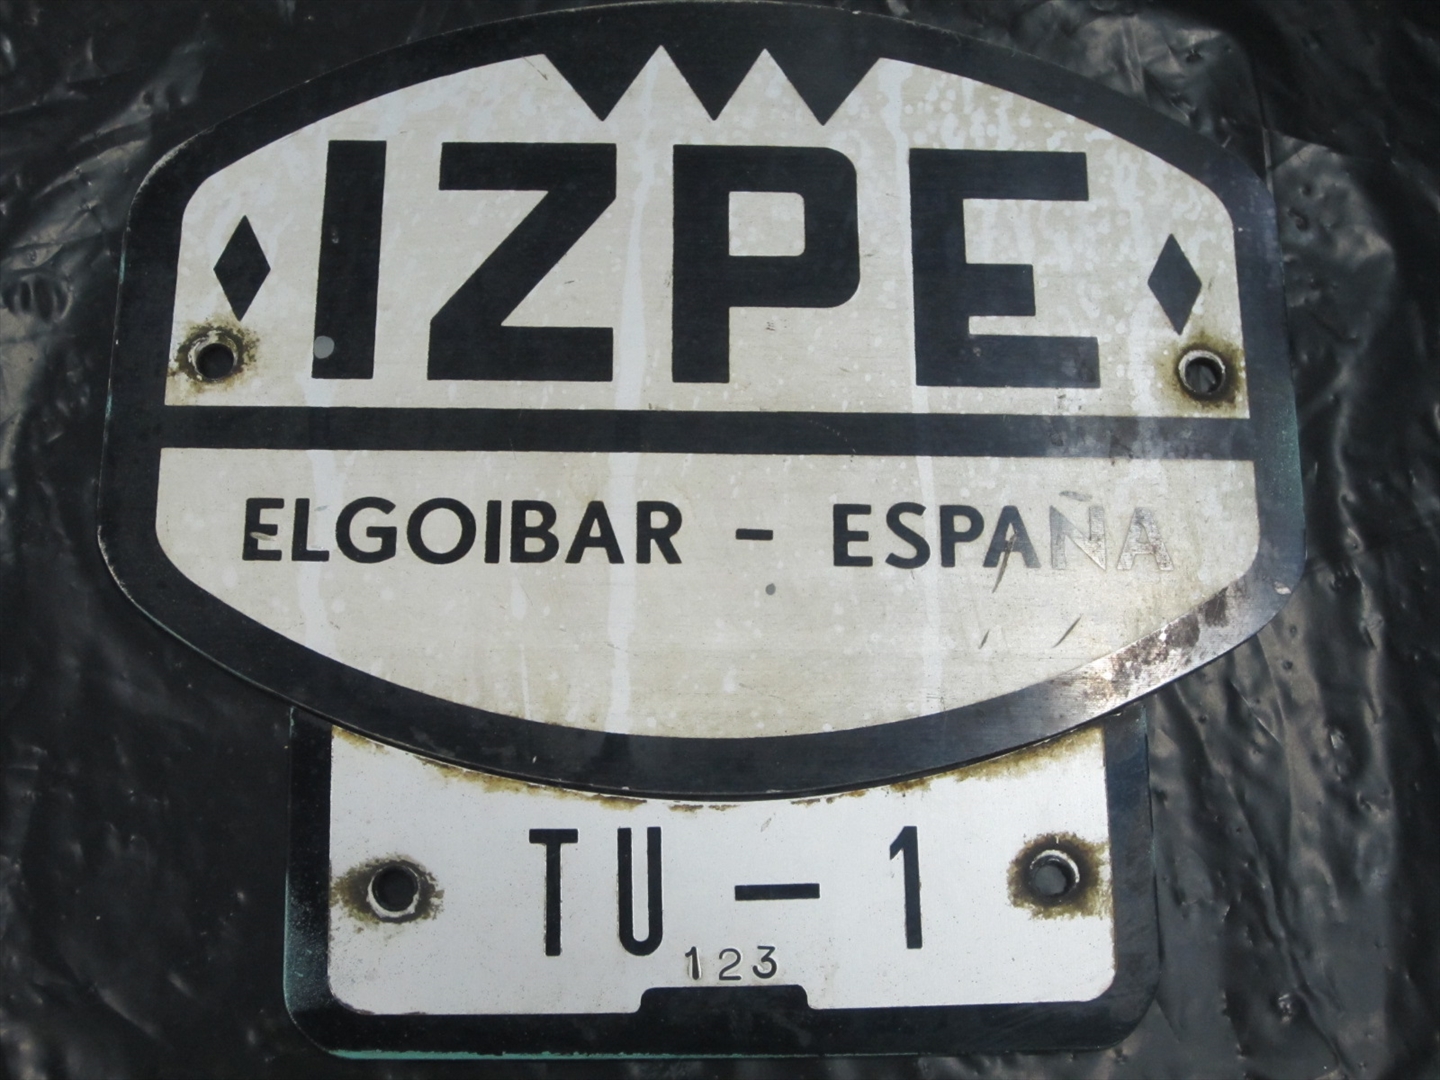 IZPE
ELGOIBAR - ESPAÑA
TU - 1
123